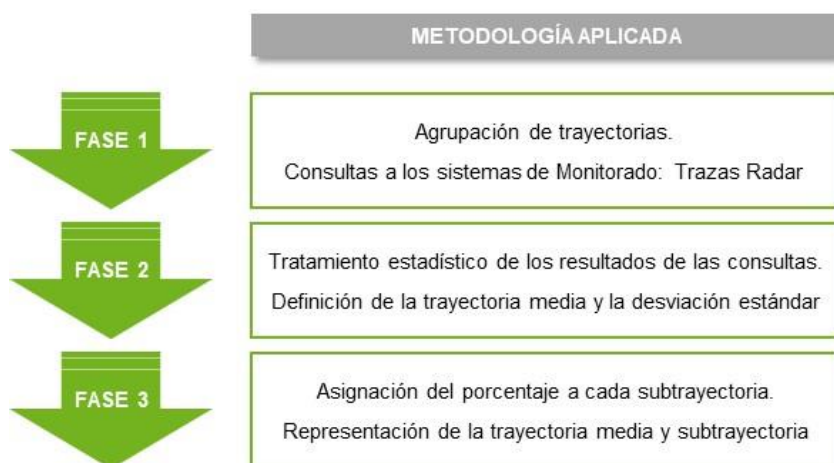 METODOLOGÍA APLICADA
FASE 1
Agrupación de trayectorias.
Consultas a los sistemas de Monitorado: Trazas Radar
FASE 2
Tratamiento estadístico de los resultados de las consultas.
Definición de la trayectoria media y la desviación estándar
FASE 3
Asignación del porcentaje a cada subtrayectoria.
Representación de la trayectoria media y subtrayectoria